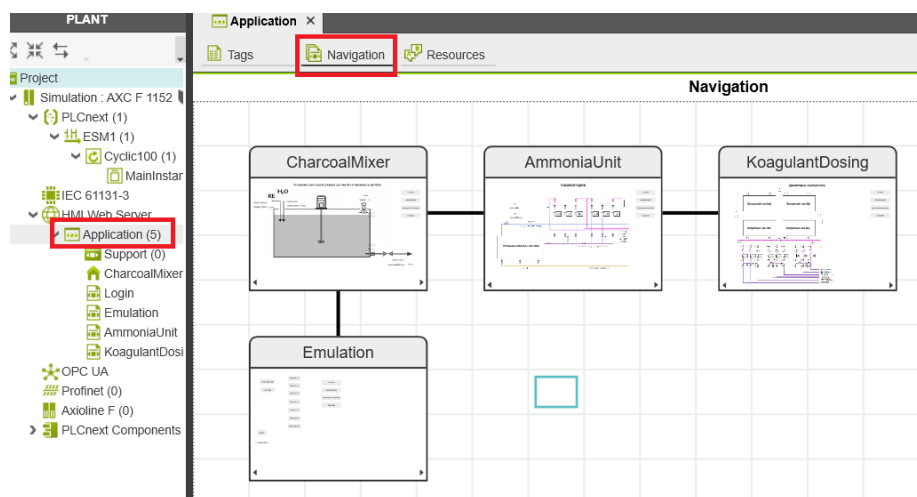 PLANT
Application ×
Tags
Navigation
Resources
Project
Simulation : AXC F 1152
PLCnext (1)
ESM1 (1)
Cyclic100 (1)
MainInstar
IEC 61131-3
HMI Web Server
Application (5)
Support (0)
CharcoalMixer
Login
Emulation
AmmoniaUnit
KoagulantDosi
OPC UA
Profinet (0)
Axioline F (0)
PLCnext Components
Navigation
CharcoalMixer
AmmoniaUnit
KoagulantDosing
H₂O
RE
Emulation